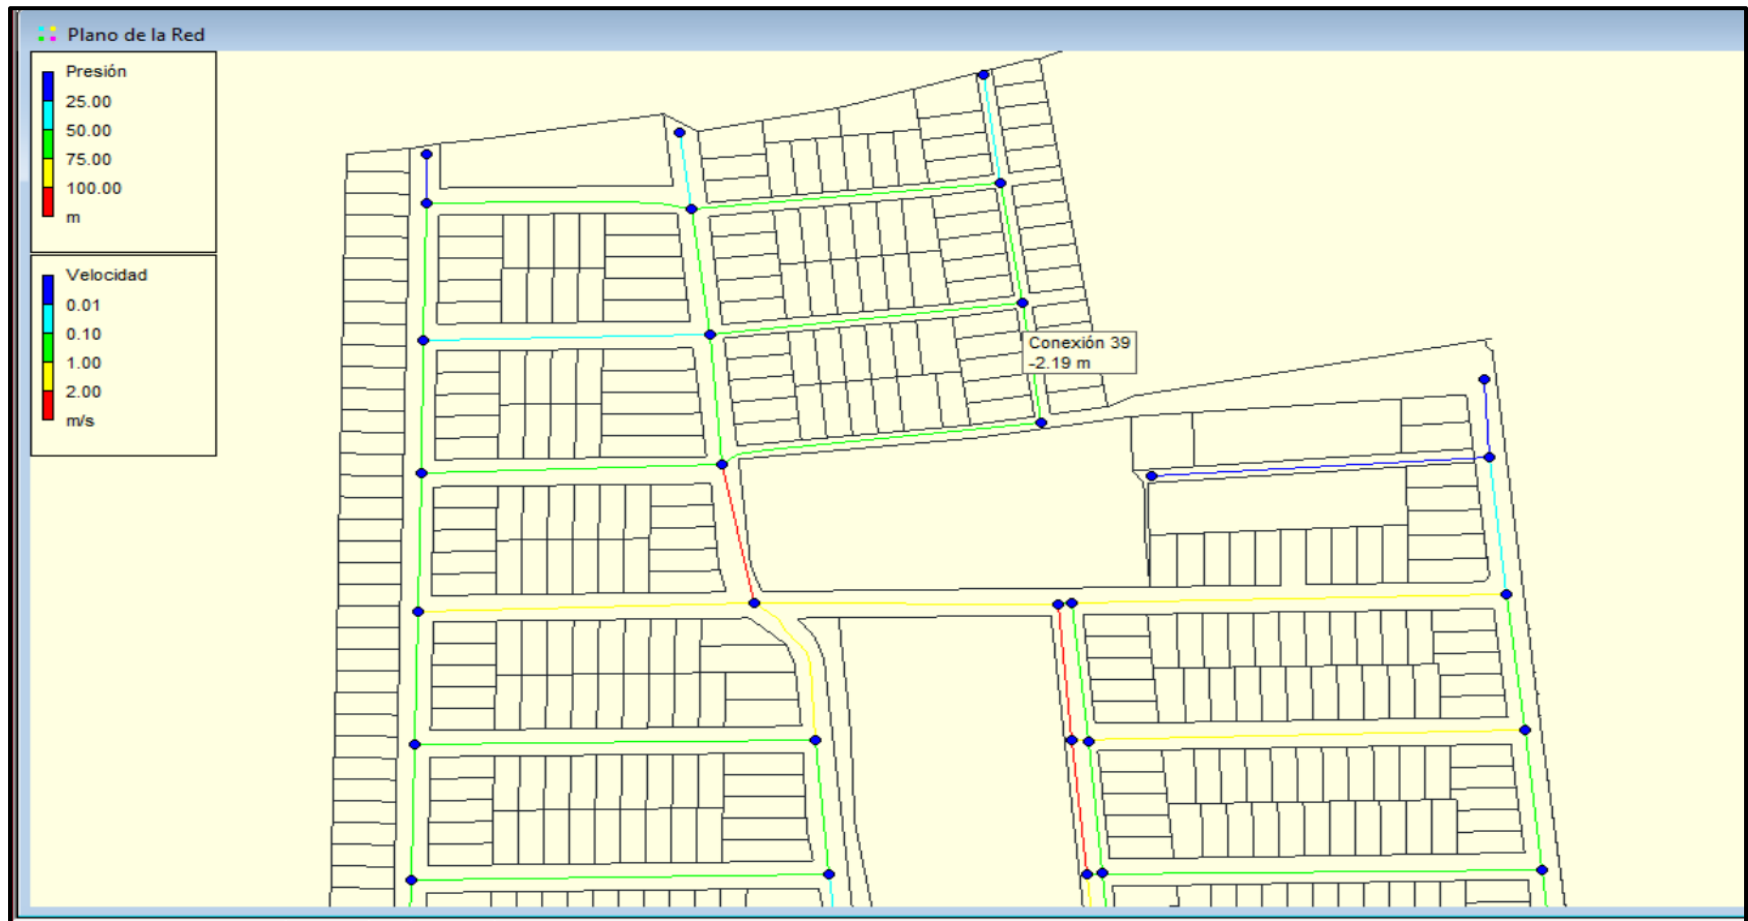 Plano de la Red
Presión
25.00
50.00
75.00
100.00
m
Velocidad
0.01
0.10
1.00
2.00
m/s
Conexión 39
-2.19 m